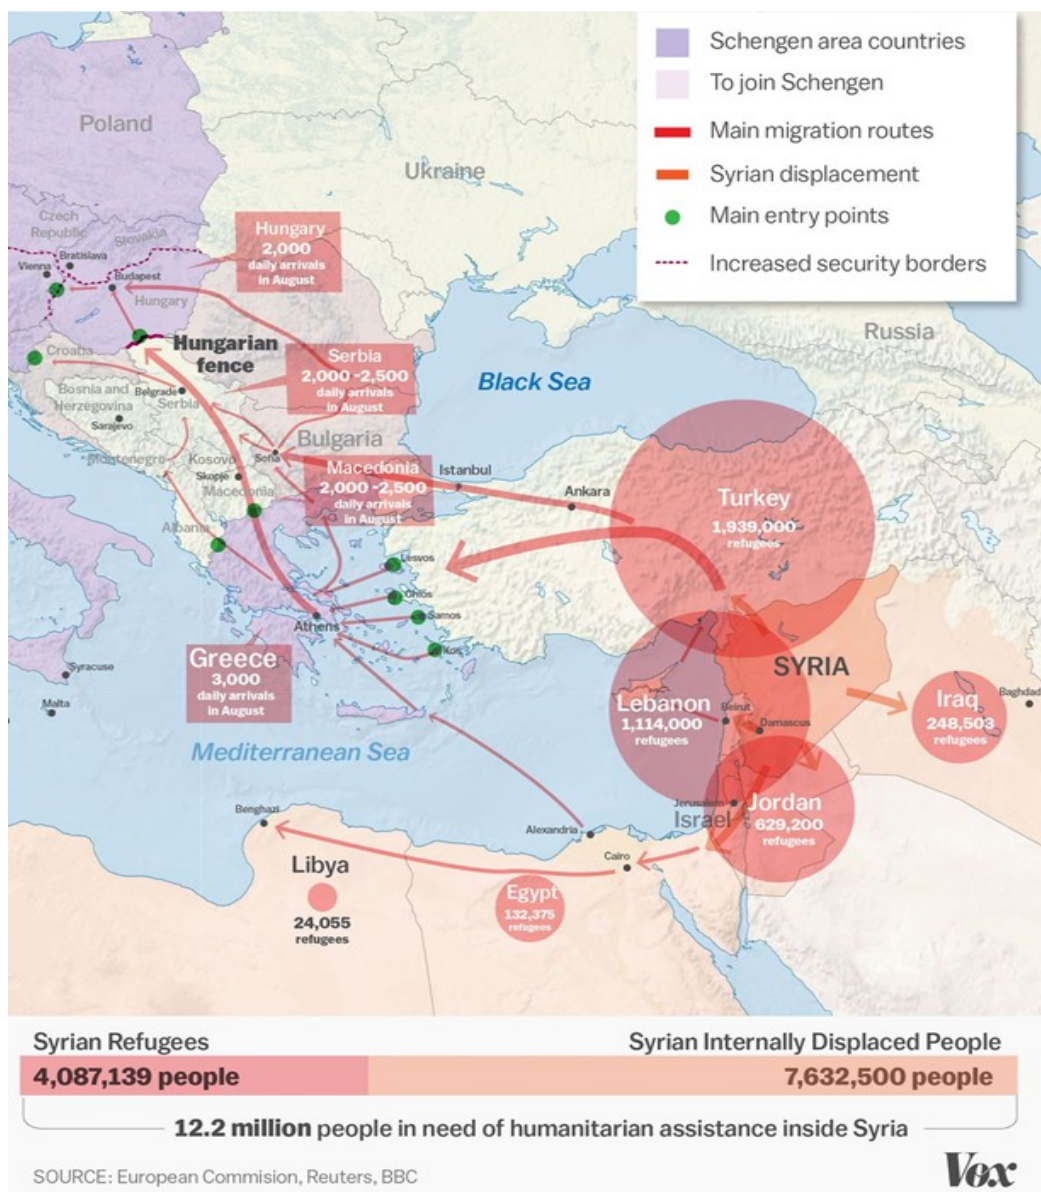 Schengen area countries
To join Schengen
Main migration routes
Syrian displacement
Main entry points
Increased security borders
Poland
Ukraine
Czech
Republic
Slovakia
Vienna
Bratislava
Budapest
Hungary
Hungary
2,000
daily arrivals
in August
Russia
Croatia
Hungarian
fence
Serbia
2,000 -2,500
daily arrivals
in August
Black Sea
Bosnia and
Herzegovina
Belgrade
Serbia
Sarajevo
Bulgaria
Montenegro
Kosovo
Sofia
Skopje
Macedonia
Macedonia
2,000 -2,500
daily arrivals
in August
Istanbul
Ankara
Turkey
1,939,000
refugees
Albania
Lesvos
Chios
Samos
Kos
Athens
Greece
3,000
daily arrivals
in August
Syracuse
Malta
SYRIA
Lebanon
1,114,000
refugees
Beirut
Damascus
Iraq
248,503
refugees
Baghdad
Mediterranean Sea
Jerusalem
Israel
Jordan
629,200
refugees
Benghazi
Alexandria
Cairo
Libya
24,055
refugees
Egypt
132,375
refugees
Syrian Refugees
4,087,139 people
Syrian Internally Displaced People
7,632,500 people
12.2 million people in need of humanitarian assistance inside Syria
SOURCE: European Commision, Reuters, BBC
Vox